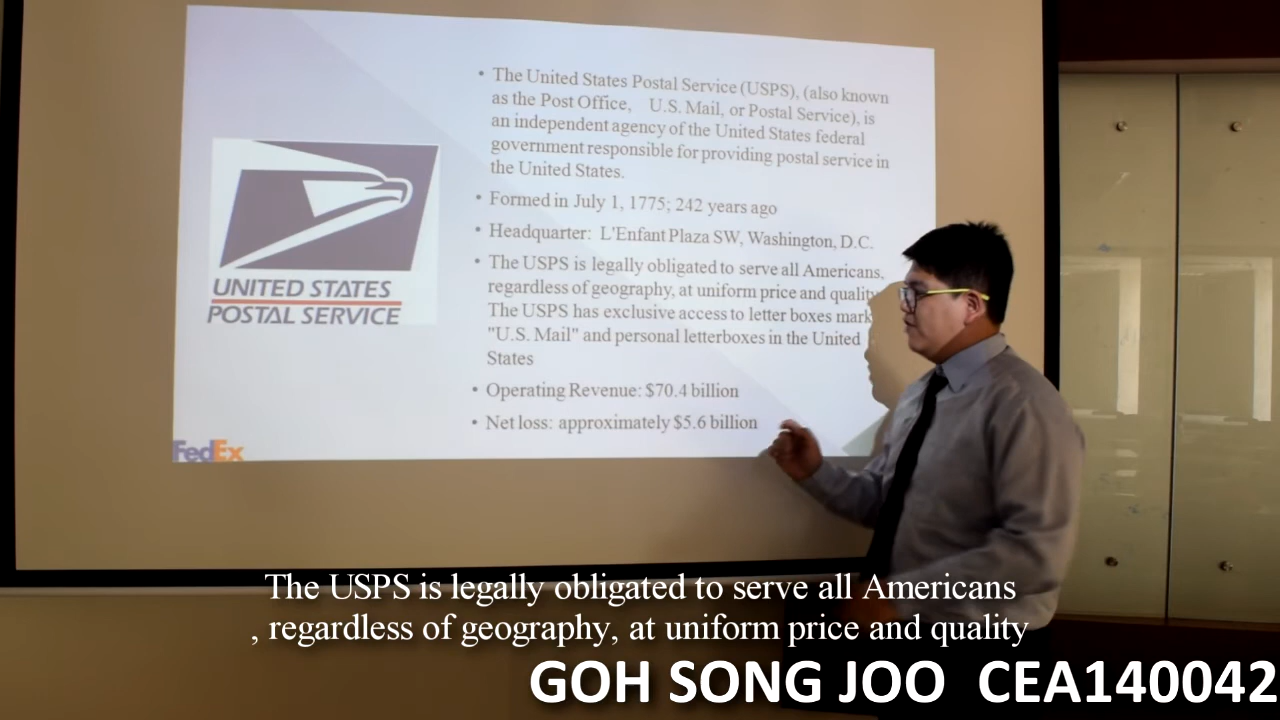 • The United States Postal Service (USPS), (also known
as the Post Office, U.S. Mail, or Postal Service), is
an independent agency of the United States federal
government responsible for providing postal service in
the United States.
• Formed in July 1, 1775; 242 years ago
• Headquarter: L'Enfant Plaza SW, Washington, D.C.
• The USPS is legally obligated to serve all Americans,
regardless of geography, at uniform price and quality
The USPS has exclusive access to letter boxes mark
"U.S. Mail" and personal letterboxes in the United
States
• Operating Revenue: $70.4 billion
• Net loss: approximately $5.6 billion
UNITED STATES
POSTAL SERVICE
FedEx
The USPS is legally obligated to serve all Americans
, regardless of geography, at uniform price and quality
GOH SONG JOO CEA140042